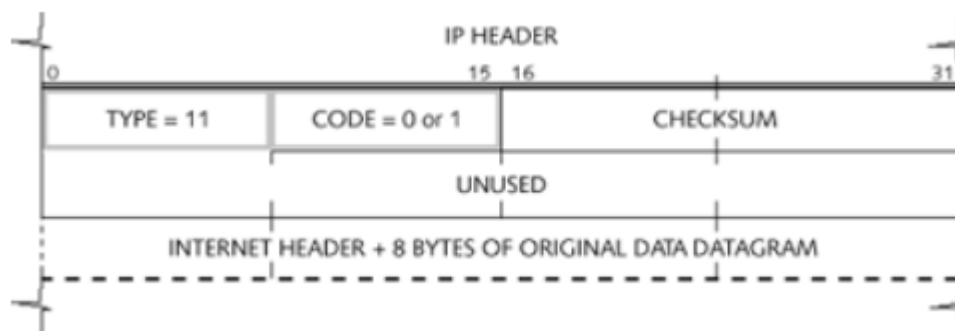 IP HEADER
0 15 16 31
TYPE = 11 CODE = 0 or 1 CHECKSUM
UNUSED
INTERNET HEADER + 8 BYTES OF ORIGINAL DATA DATAGRAM